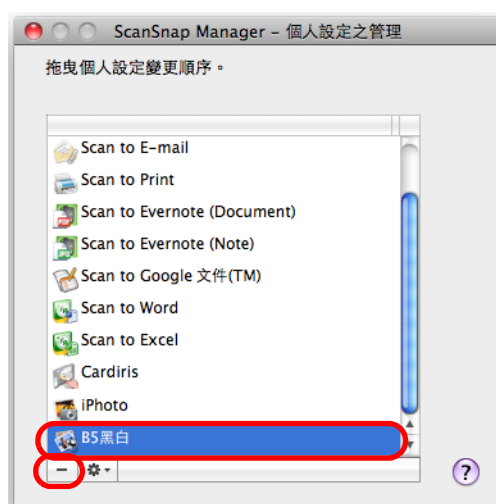 ScanSnap Manager – 個人設定之管理
拖曳個人設定變更順序。
Scan to E-mail
Scan to Print
Scan to Evernote (Document)
Scan to Evernote (Note)
Scan to Google 文件(TM)
Scan to Word
Scan to Excel
Cardiris
iPhoto
B5黑白
?